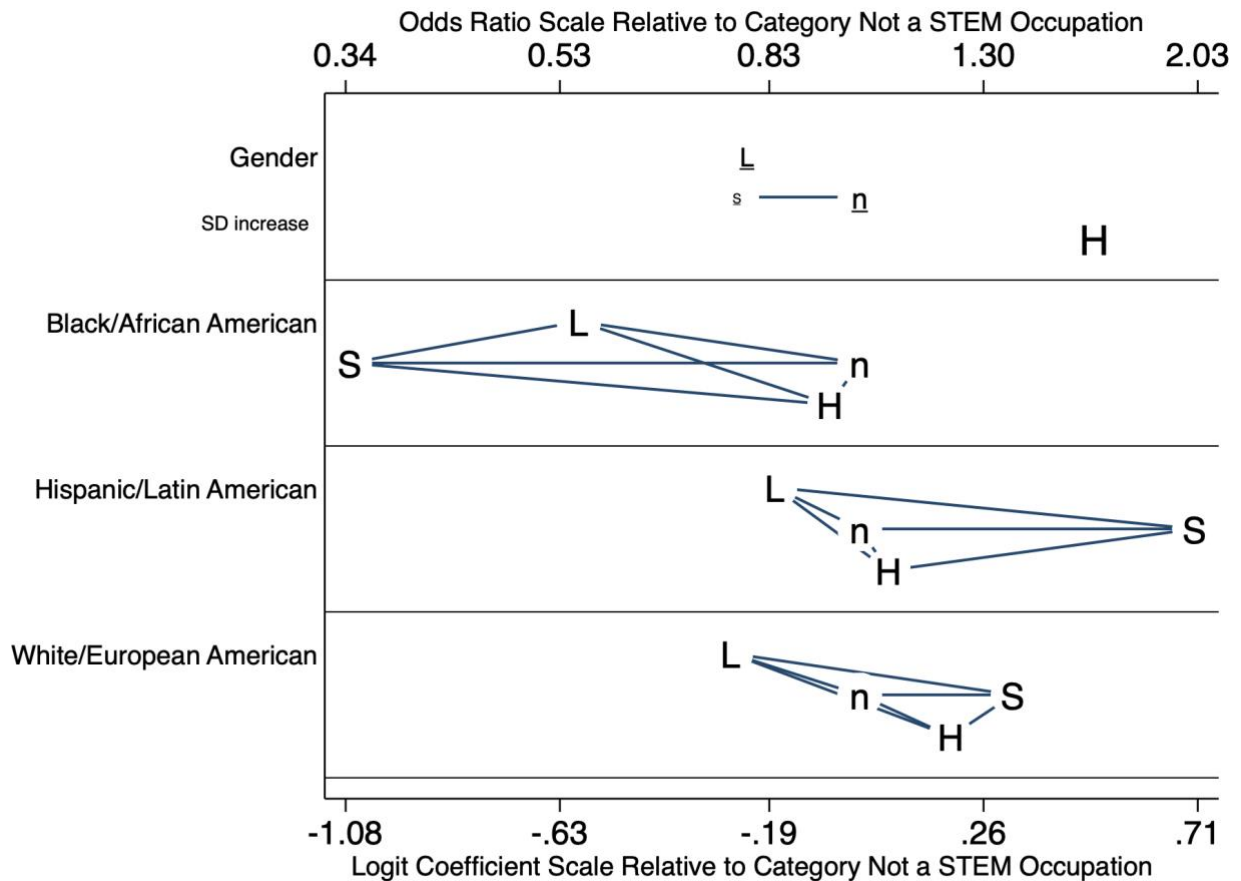 Odds Ratio Scale Relative to Category Not a STEM Occupation
0.34 0.53 0.83 1.30 2.03
Gender
L
s n
SD increase
H
Black/African American L
S n
H
Hispanic/Latin American L
n S
H
White/European American L
n S
H
-1.08 -.63 -.19 .26 .71
Logit Coefficient Scale Relative to Category Not a STEM Occupation